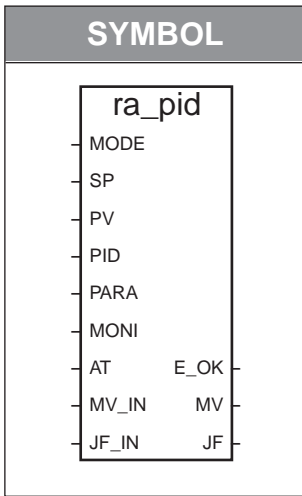 SYMBOL
ra_pid
MODE
SP
PV
PID
PARA
MONI
AT E_OK
MV_IN MV
JF_IN JF